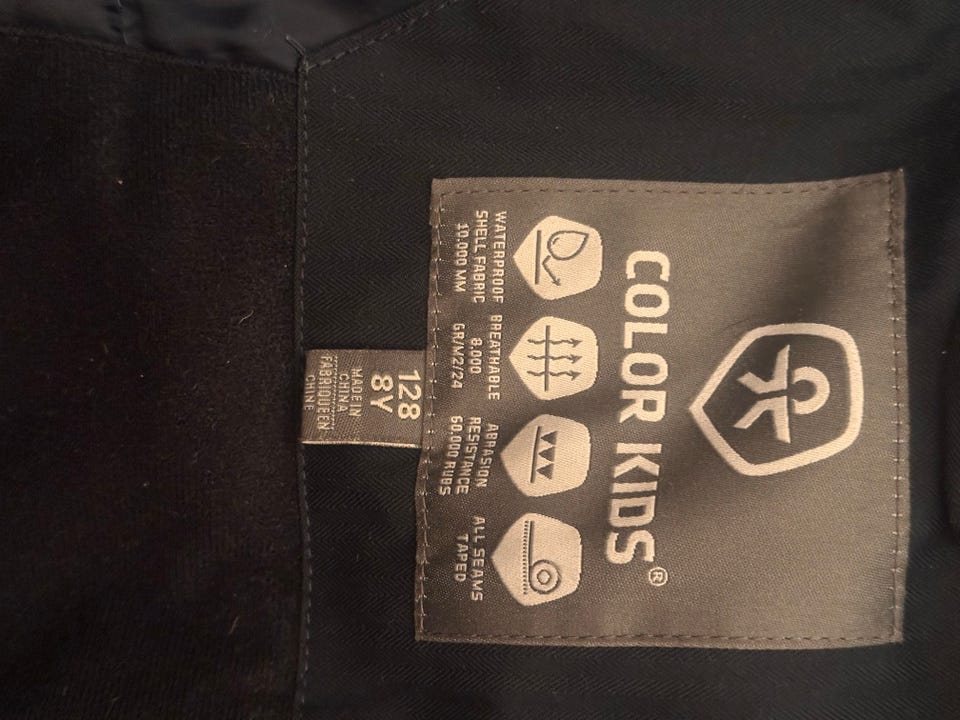 COLOR KIDS®
WATERPROOF
SHELL FABRIC
10.000 MM
BREATHABLE
8.000
GR/M2/24
ABRASION
RESISTANCE
60.000 RUBS
ALL SEAMS
TAPED
128
8Y
MADE IN
CHINA
FABRIQUE EN
CHINE